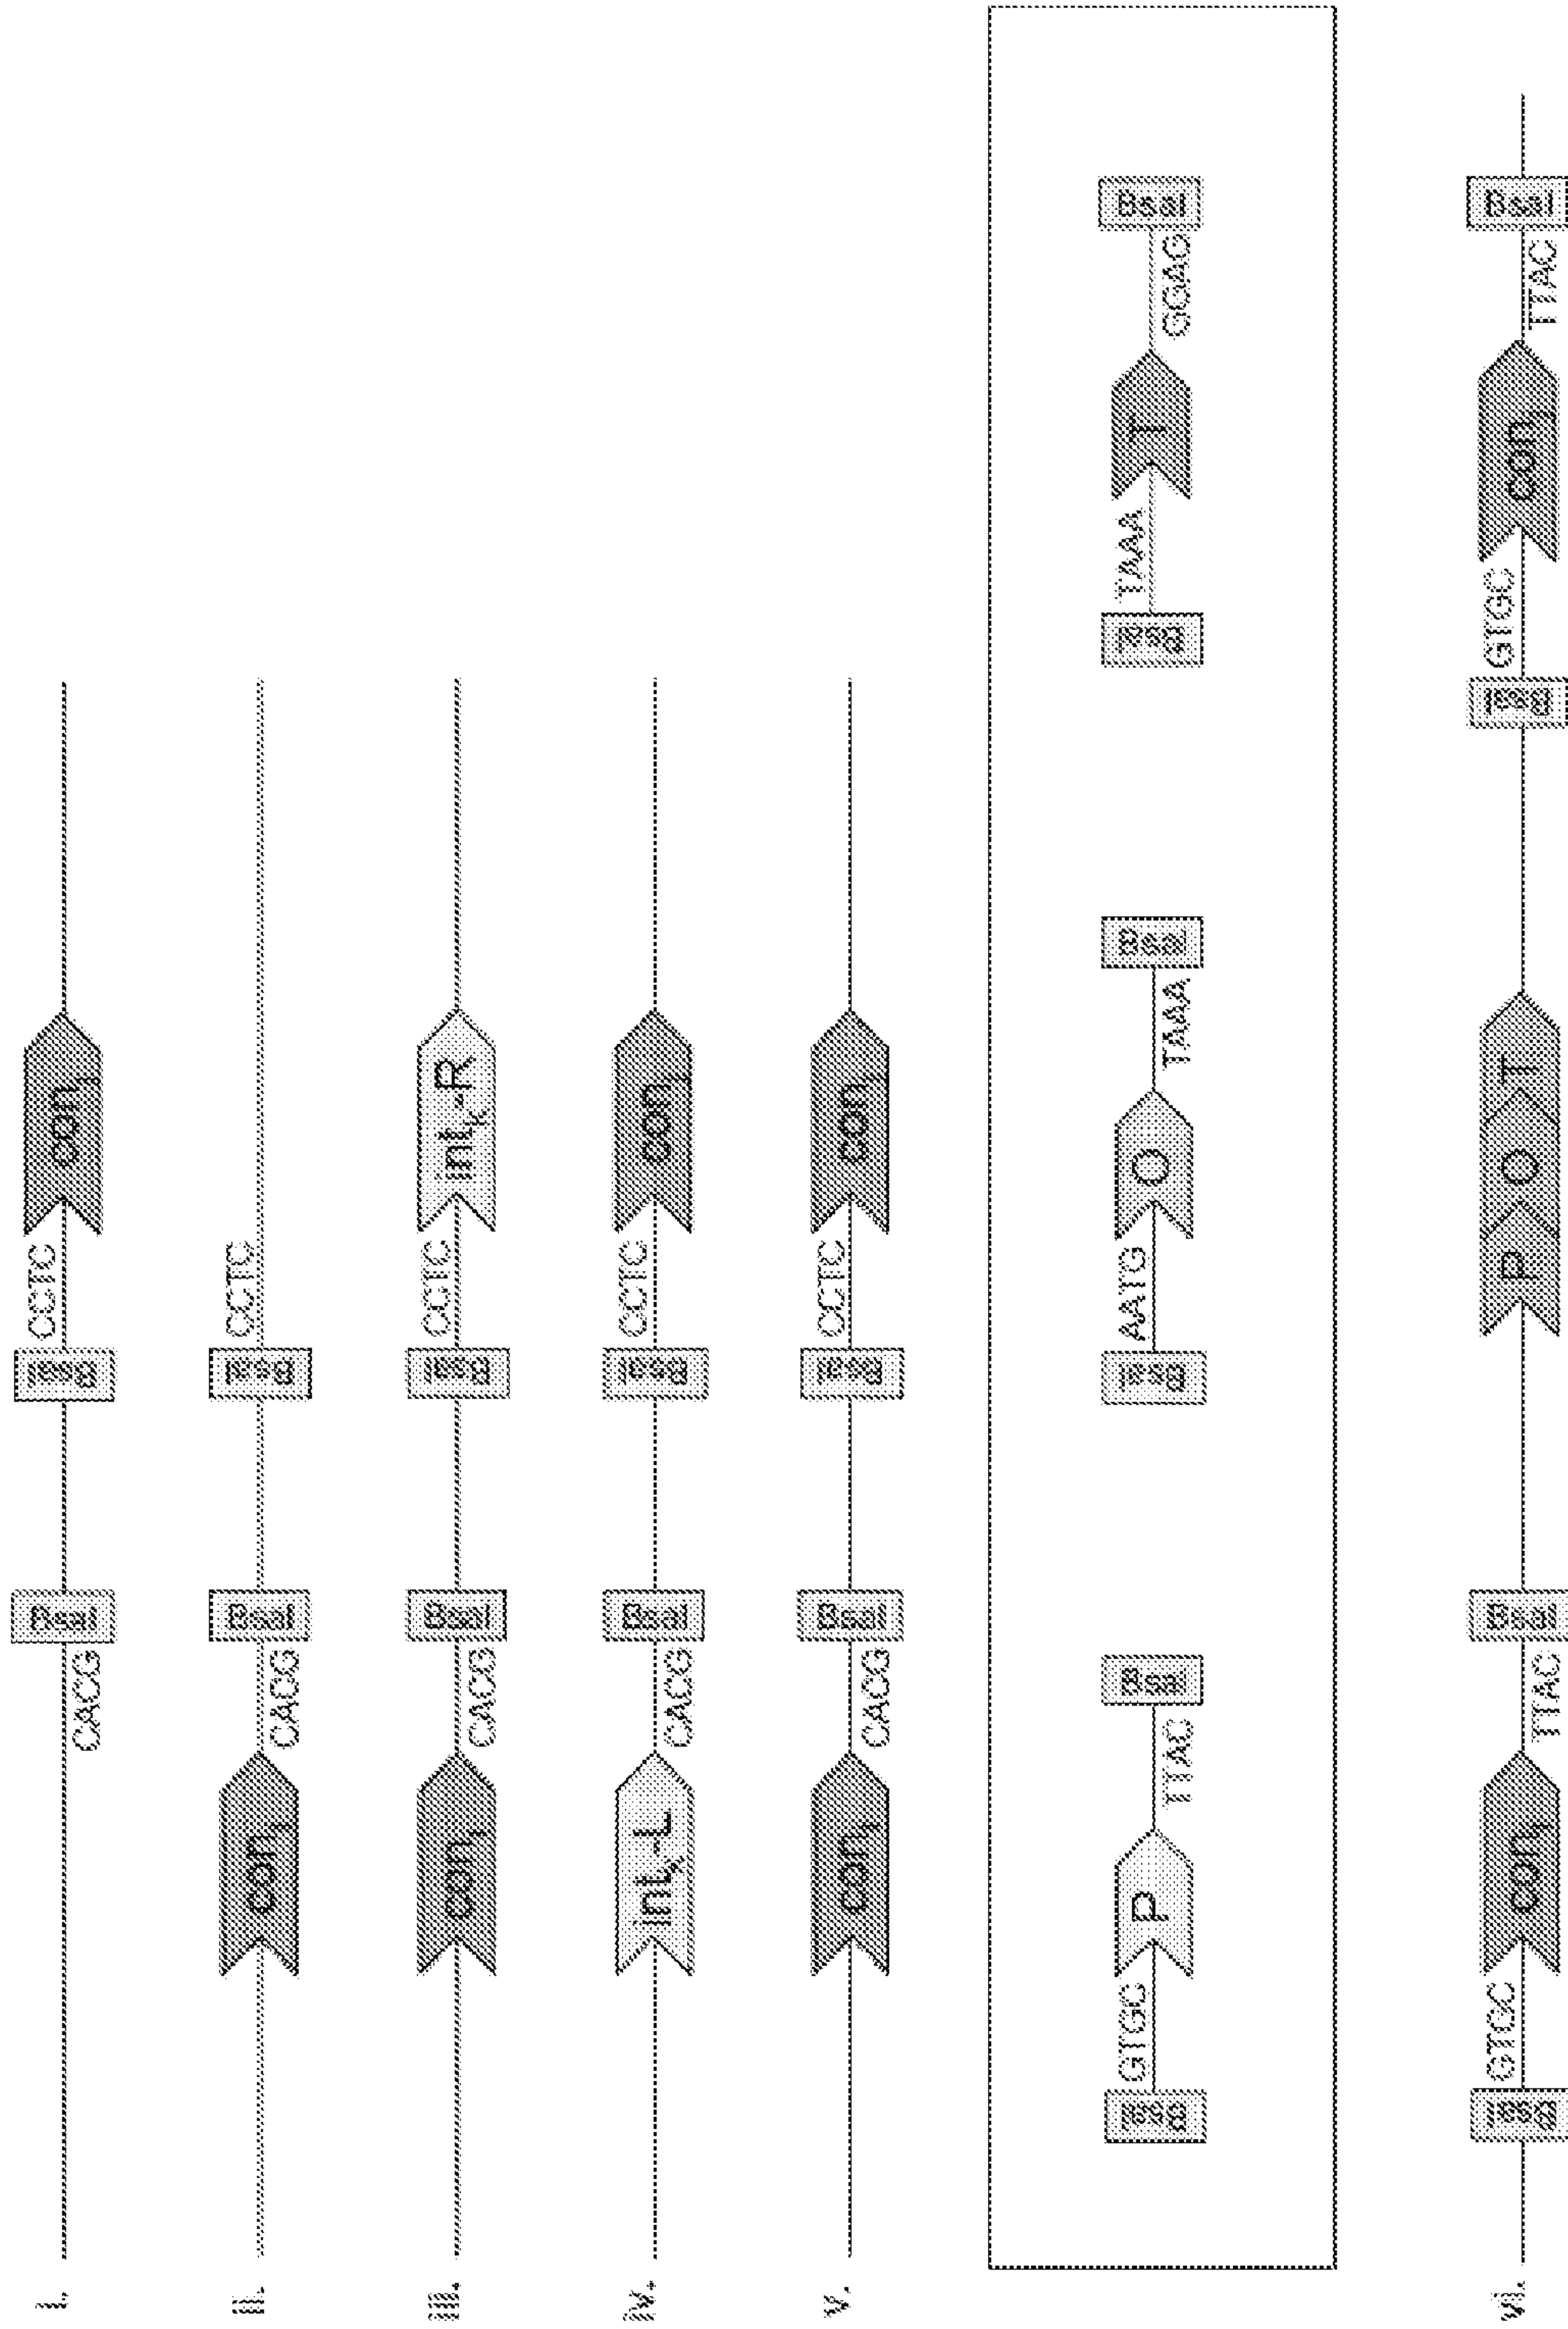 i. CACG BsaI BsaI CCTC con
ii. con CACG BsaI BsaI CCTC
iii. con CACG BsaI BsaI CCTC intk-R
iv. intk-L CACG BsaI BsaI CCTC con
v. con CACG BsaI BsaI CCTC con
BsaI GTGC P TTAC BsaI BsaI AATG O TAAA BsaI BsaI TAAA T GGAG BsaI
vi. BsaI GTGC con TTAC BsaI P O T BsaI GTGC con TTAC BsaI